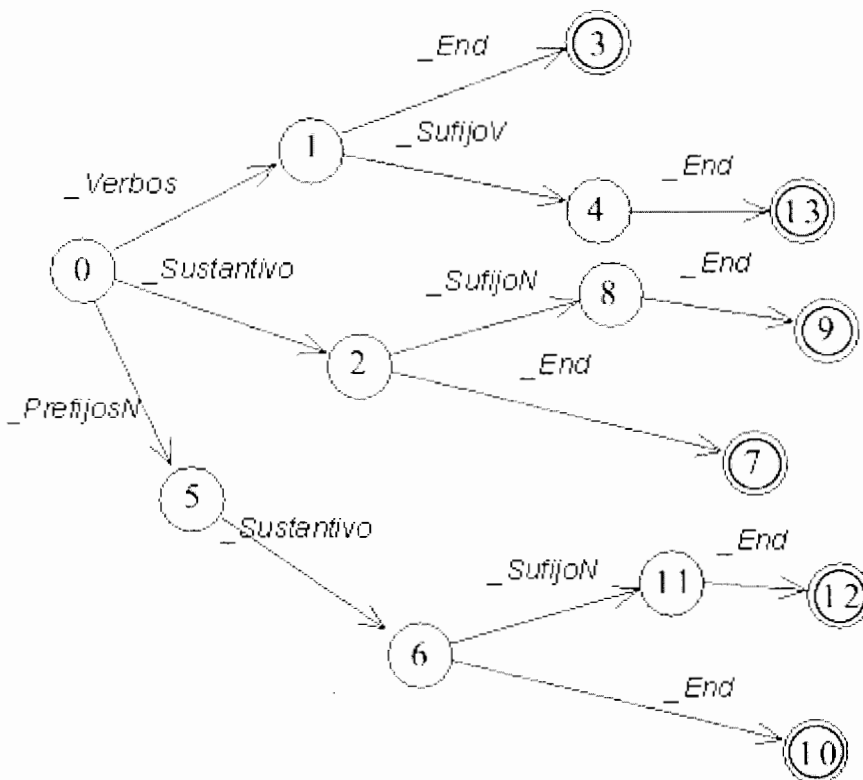 _End
3
_SufijoV
1
_Verbos
_End
4
13
0
_Sustantivo
_SufijoN
8
_End
9
2
_End
_PrefijosN
7
5
_Sustantivo
_SufijoN
11
_End
12
6
_End
10